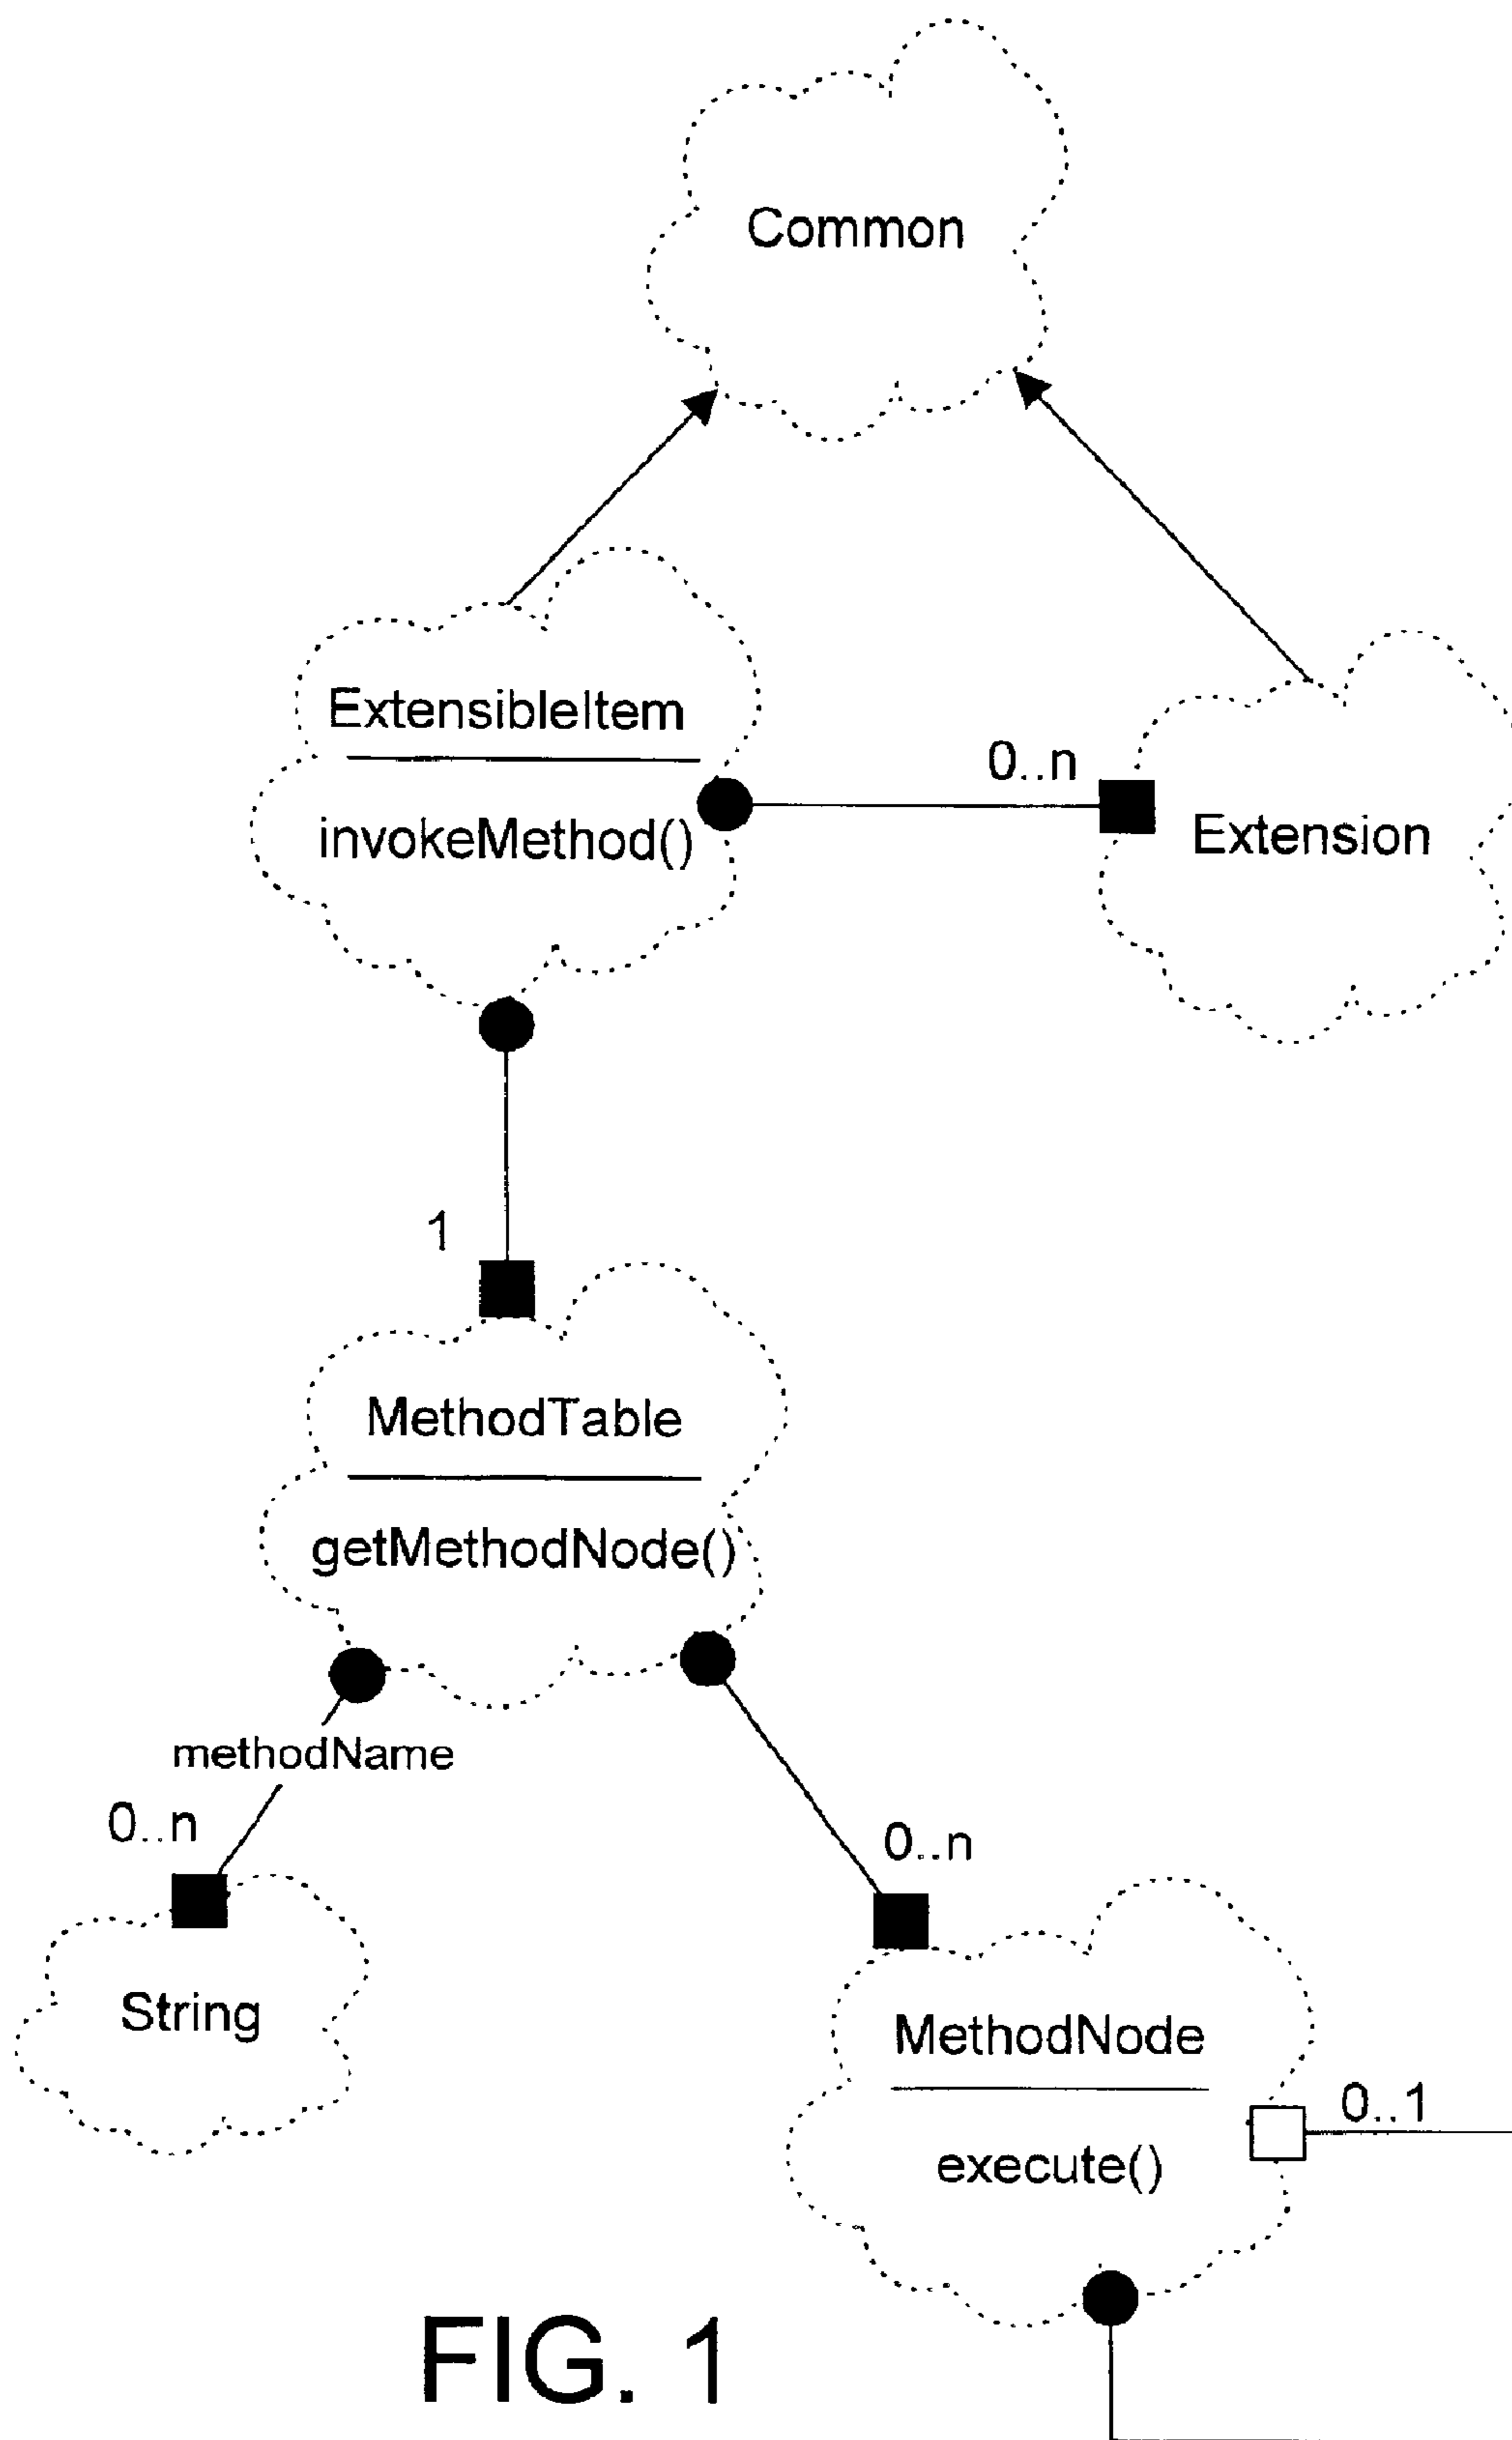 Common
ExtensibleItem
invokeMethod()
0..n
Extension
1
MethodTable
getMethodNode()
methodName
0..n
0..n
String
MethodNode
0..1
execute()
FIG. 1